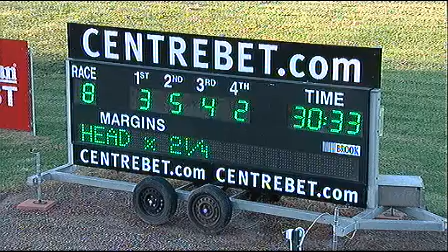 CENTREBET.com
RACE 1ST 2ND 3RD 4TH TIME
8 3 5 4 2 30:33
MARGINS
HEAD x 2¼
BROOK
CENTREBET.com CENTREBET.com